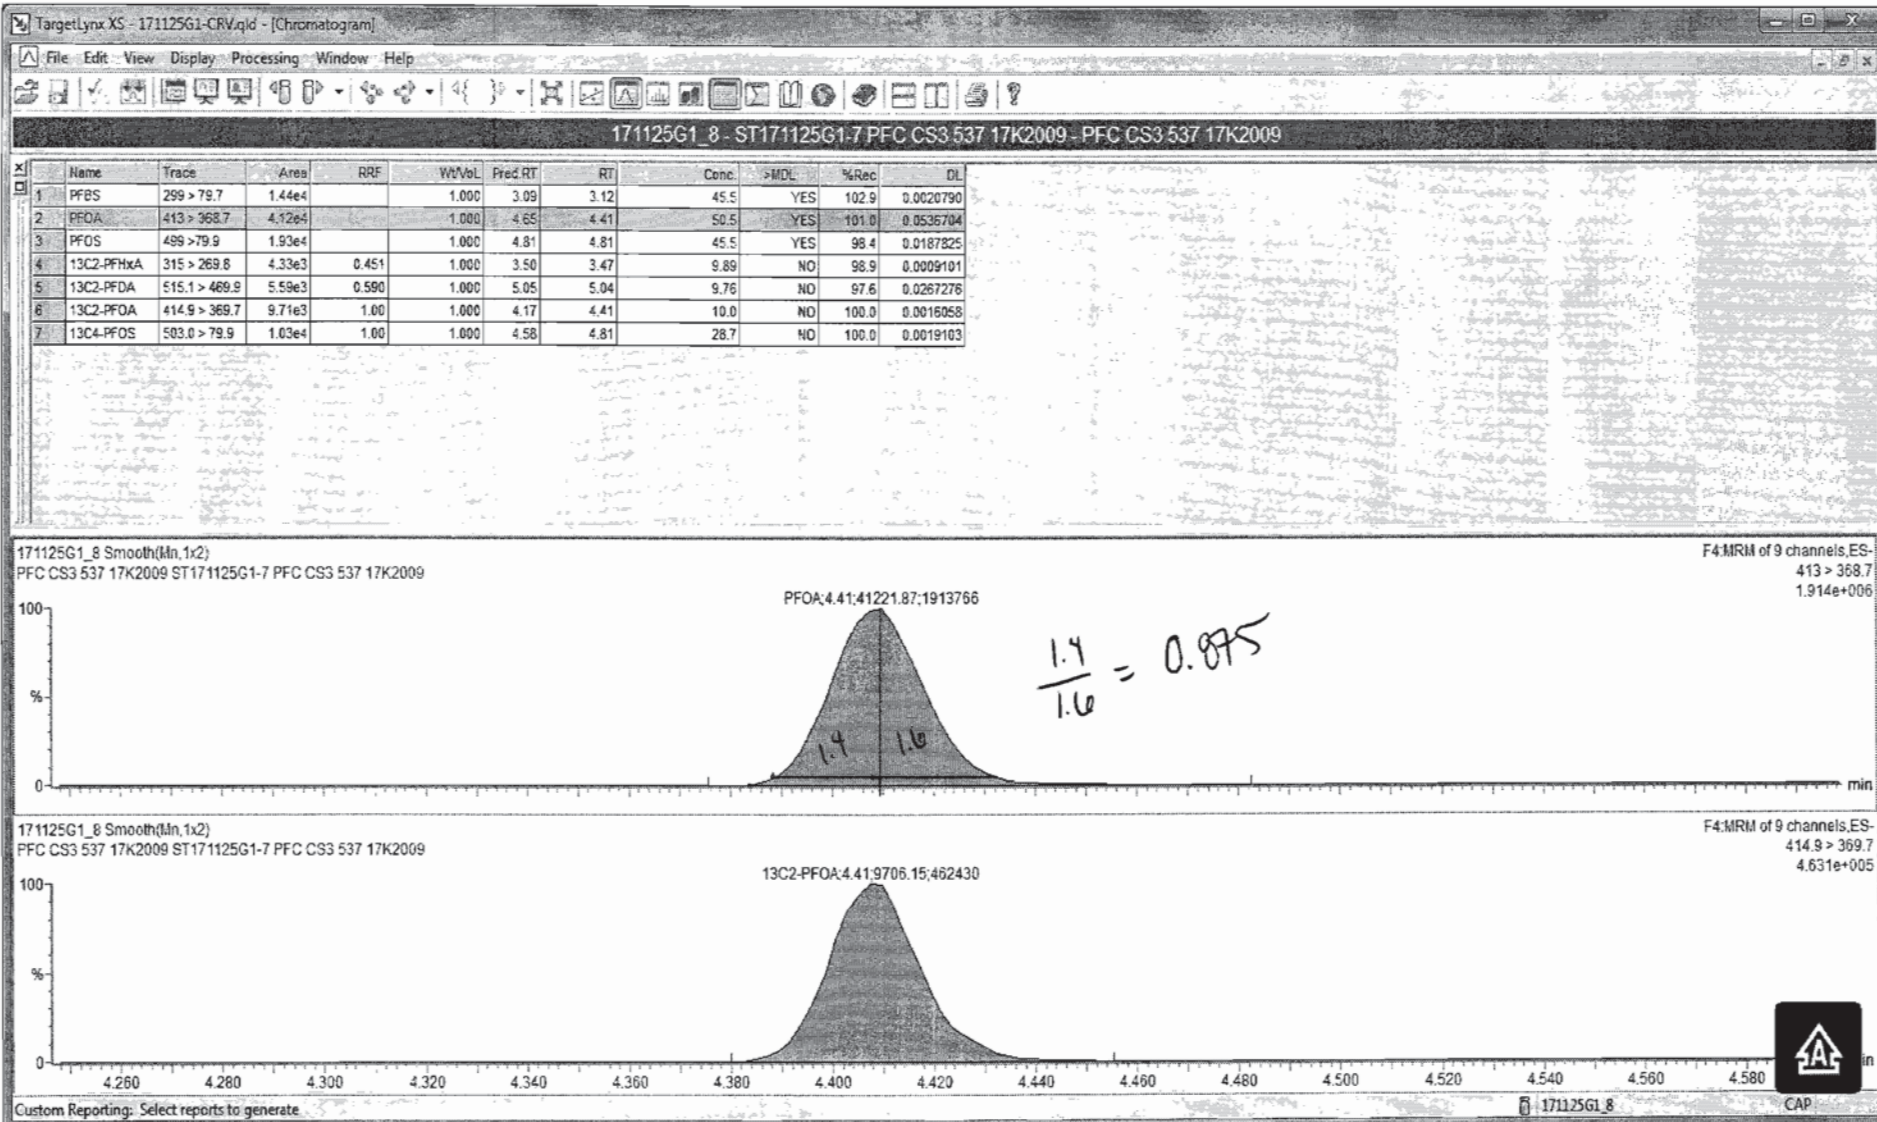 TargetLynx XS - 171125G1-CRV.qld - [Chromatogram]
File Edit View Display Processing Window Help
171125G1_8 - ST171125G1-7 PFC CS3 537 17K2009 - PFC CS3 537 17K2009
Name Trace Area RRF Wt/Vol. Pred.RT RT Conc. >MDL %Rec DL
1 PFBS 299 > 79.7 1.44e4 1.000 3.09 3.12 45.5 YES 102.9 0.0020790
2 PFOA 413 > 368.7 4.12e4 1.000 4.65 4.41 50.5 YES 101.0 0.0536704
3 PFOS 499 >79.9 1.93e4 1.000 4.81 4.81 45.5 YES 98.4 0.0187825
4 13C2-PFHxA 315 > 269.8 4.33e3 0.451 1.000 3.50 3.47 9.89 NO 98.9 0.0009101
5 13C2-PFDA 515.1 > 469.9 5.59e3 0.590 1.000 5.05 5.04 9.76 NO 97.6 0.0267276
6 13C2-PFOA 414.9 > 369.7 9.71e3 1.00 1.000 4.17 4.41 10.0 NO 100.0 0.0016058
7 13C4-PFOS 503.0 > 79.9 1.03e4 1.00 1.000 4.58 4.81 28.7 NO 100.0 0.0019103
171125G1_8 Smooth(Mn,1x2) F4:MRM of 9 channels,ES-
PFC CS3 537 17K2009 ST171125G1-7 PFC CS3 537 17K2009 413 > 368.7
1.914e+006
PFOA;4.41;41221.87;1913766
100
%
0
1.4 1.6
1.4
1.6
= 0.875
min
171125G1_8 Smooth(Mn,1x2) F4:MRM of 9 channels,ES-
PFC CS3 537 17K2009 ST171125G1-7 PFC CS3 537 17K2009 414.9 > 369.7
4.631e+005
13C2-PFOA;4.41;9706.15;462430
100
%
0
in
4.260 4.280 4.300 4.320 4.340 4.360 4.380 4.400 4.420 4.440 4.460 4.480 4.500 4.520 4.540 4.560 4.580
A
Custom Reporting: Select reports to generate 171125G1_8 CAP